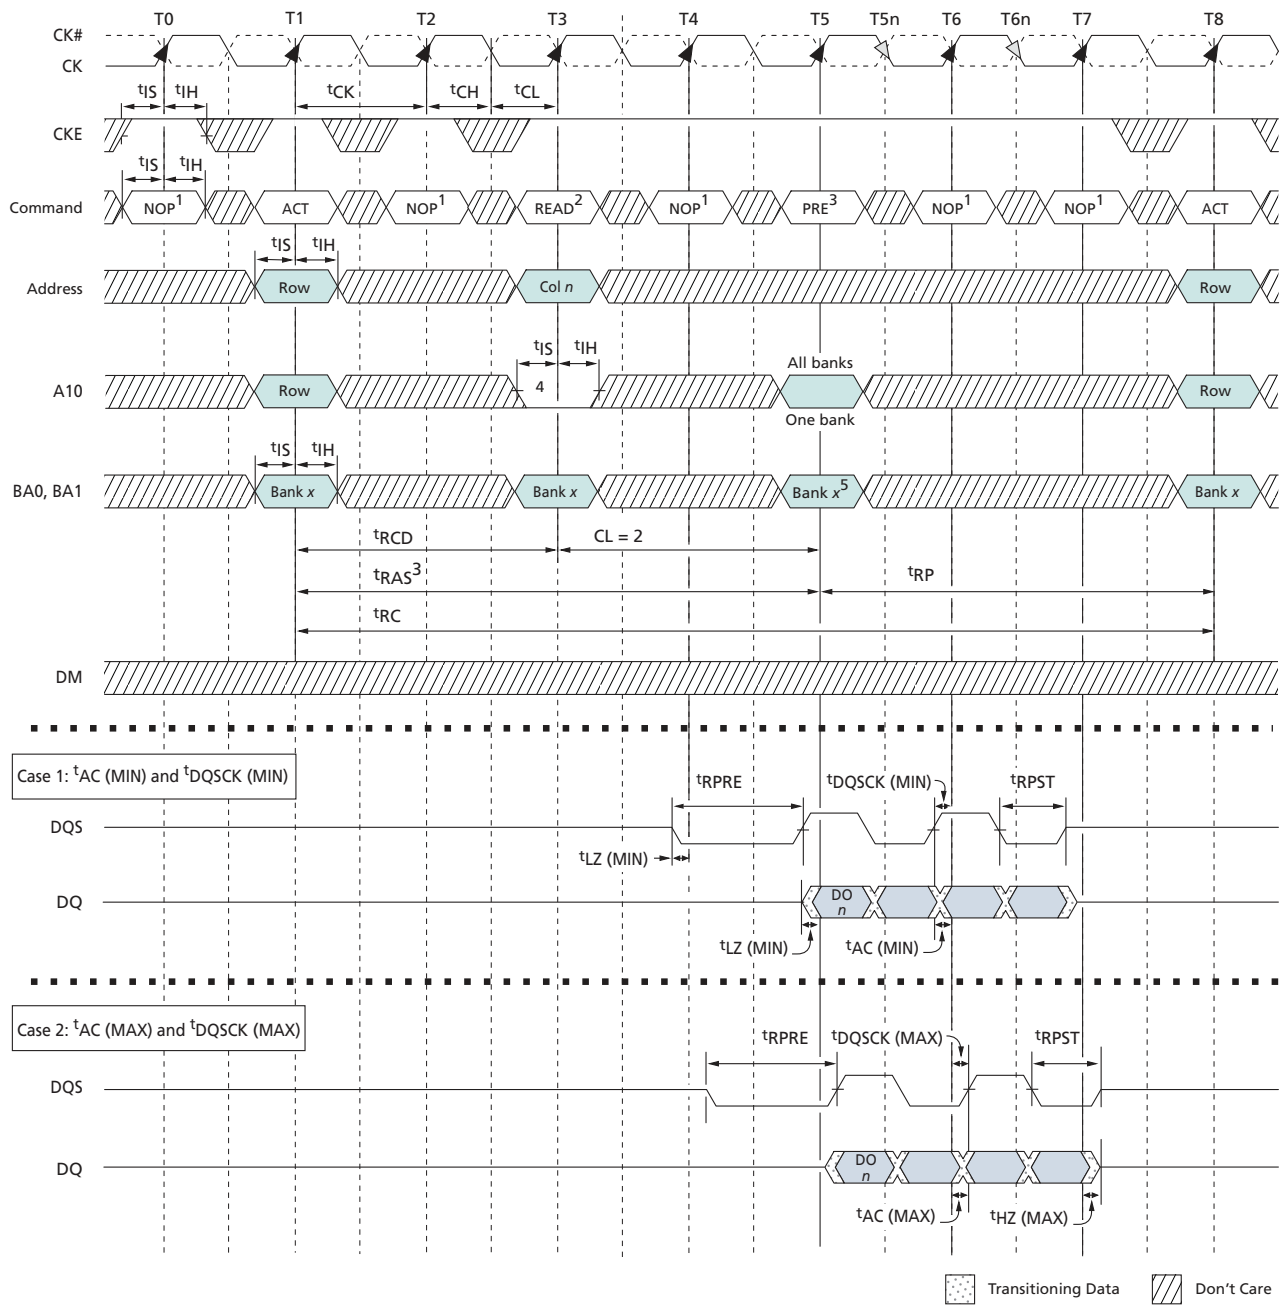 T0 T1 T2 T3 T4 T5 T5n T6 T6n T7 T8
CK#
CK
tIS tIH tCK tCH tCL
CKE
tIS tIH
Command NOP1 ACT NOP1 READ2 NOP1 PRE3 NOP1 NOP1 ACT
tIS tIH
Address Row Col n Row
tIS tIH All banks
A10 Row 4 Row
One bank
tIS tIH
BA0, BA1 Bank x Bank x Bank x5 Bank x
tRCD CL = 2
tRAS3 tRP
tRC
DM
Case 1: tAC (MIN) and tDQSCK (MIN)
tRPRE tDQSCK (MIN) tRPST
DQS
tLZ (MIN)
DQ DO n
tLZ (MIN) tAC (MIN)
Case 2: tAC (MAX) and tDQSCK (MAX)
tRPRE tDQSCK (MAX) tRPST
DQS
DQ DO n
tAC (MAX) tHZ (MAX)
Transitioning Data Don't Care